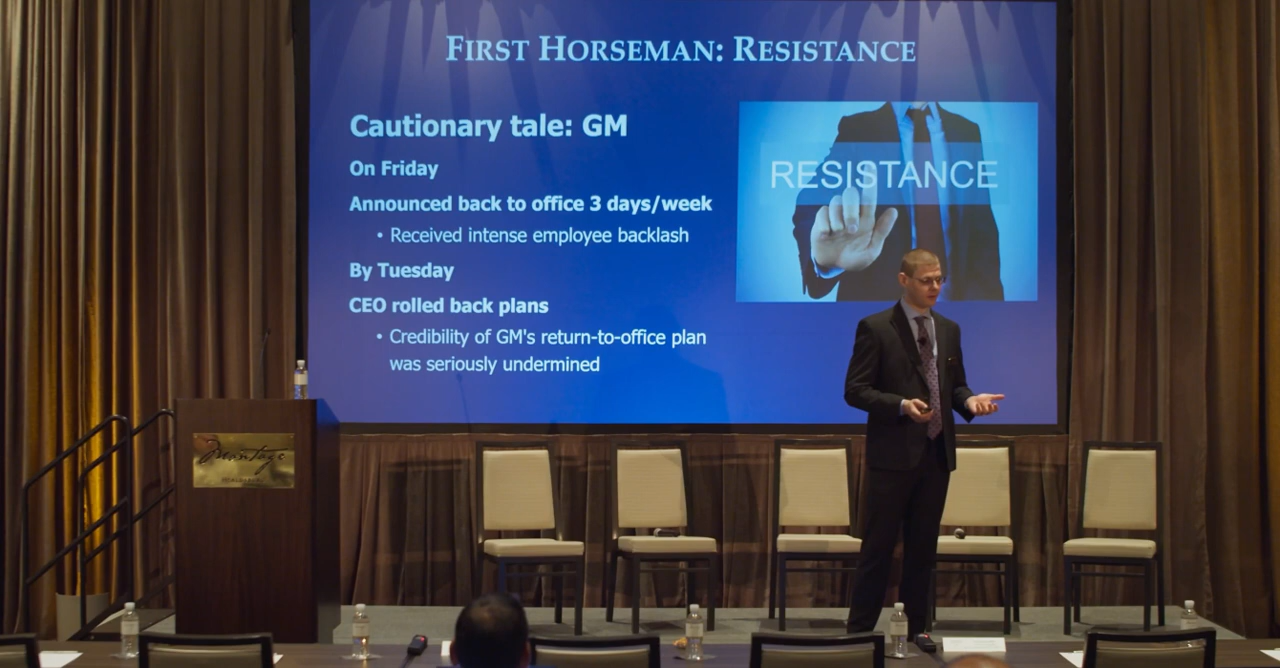 FIRST HORSEMAN: RESISTANCE
Cautionary tale: GM
On Friday
Announced back to office 3 days/week
• Received intense employee backlash
By Tuesday
CEO rolled back plans
• Credibility of GM's return-to-office plan
was seriously undermined
RESISTANCE
Montage